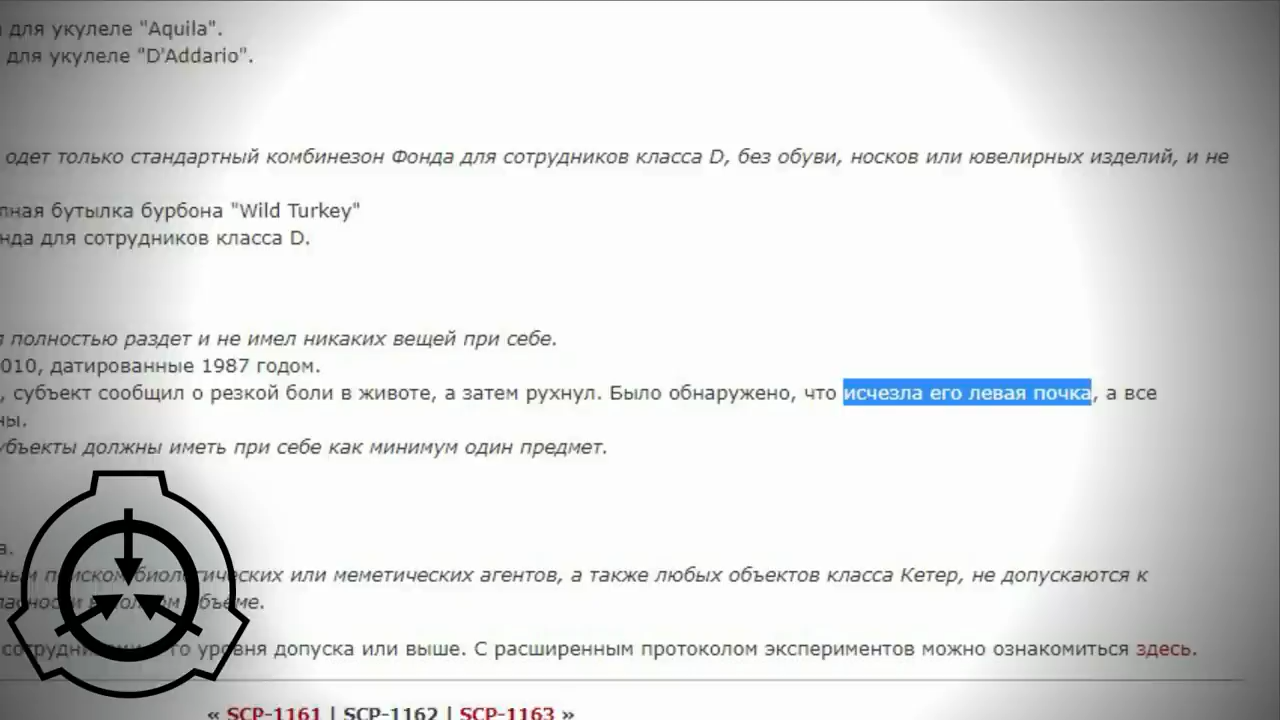 для укулеле "Aquila".
для укулеле "D'Addario".
одет только стандартный комбинезон Фонда для сотрудников класса D, без обуви, носков или ювелирных изделий, и не
бутылка бурбона "Wild Turkey"
для сотрудников класса D.
полностью раздет и не имел никаких вещей при себе.
010, датированные 1987 годом.
, субъект сообщил о резкой боли в животе, а затем рухнул. Было обнаружено, что исчезла его левая почка, а все
ны.
убъекты должны иметь при себе как минимум один предмет.
а.
ным поиском биологических или меметических агентов, а также любых объектов класса Кетер, не допускаются к
объеме.
сотрудниками уровня допуска или выше. С расширенным протоколом экспериментов можно ознакомиться здесь.
« SCP-1161 | SCP-1162 | SCP-1163 »